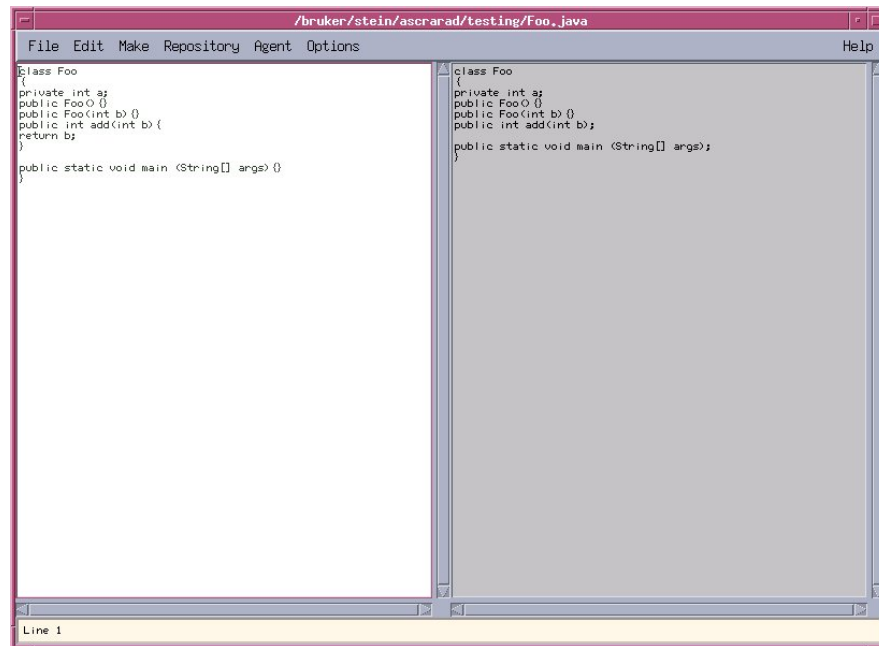 /bruker/stein/ascrarad/testing/Foo.java
File Edit Make Repository Agent Options Help
class Foo
{
private int a;
public Foo() {}
public Foo(int b) {}
public int add(int b) {
return b;
}
public static void main (String[] args) {}
}
class Foo
{
private int a;
public Foo() {}
public Foo(int b) {}
public int add(int b);
public static void main (String[] args);
}
Line 1